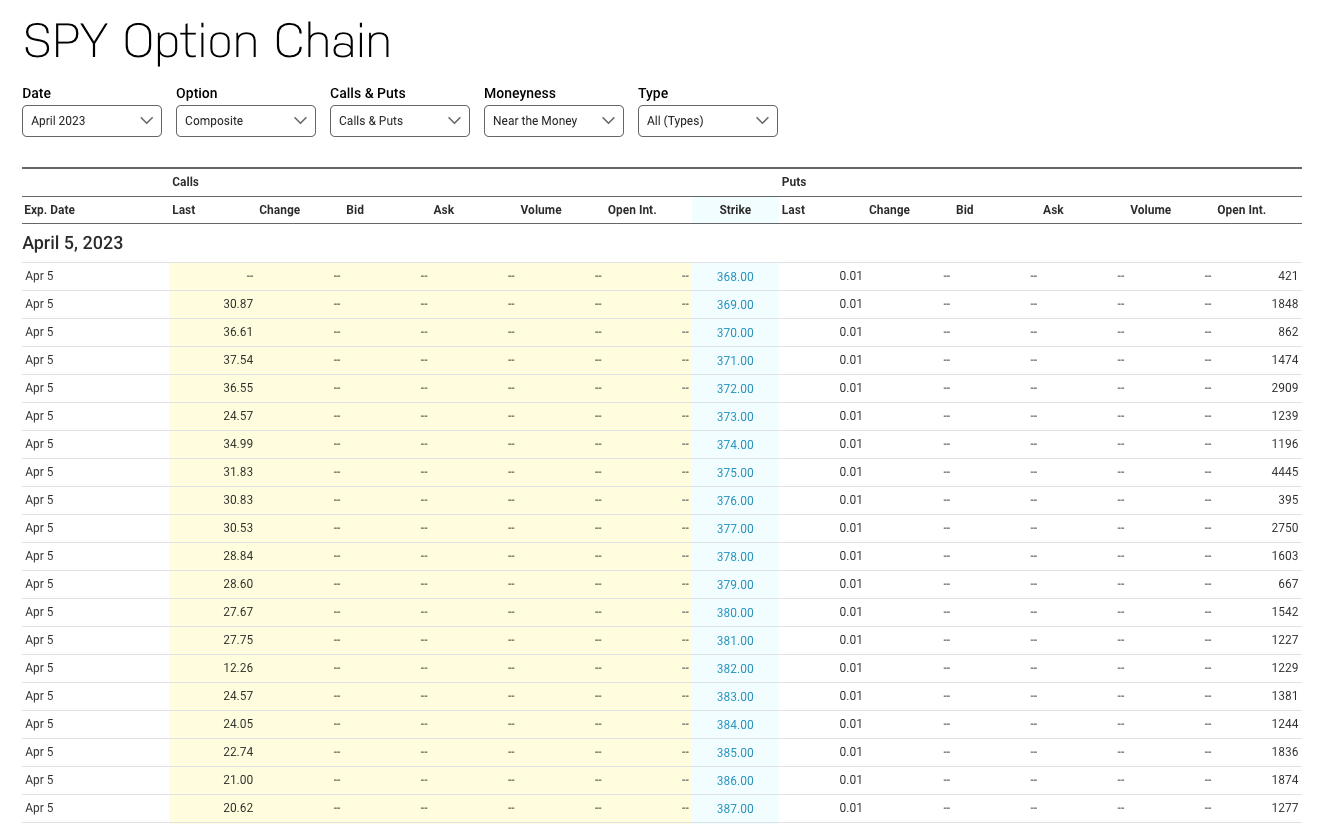 SPY Option Chain
Date Option Calls & Puts Moneyness Type
April 2023 Composite Calls & Puts Near the Money All (Types)
Calls Puts
Exp. Date Last Change Bid Ask Volume Open Int. Strike Last Change Bid Ask Volume Open Int.
April 5, 2023
Apr 5 -- -- -- -- -- -- 368.00 0.01 -- -- -- -- 421
Apr 5 30.87 -- -- -- -- -- 369.00 0.01 -- -- -- -- 1848
Apr 5 36.61 -- -- -- -- -- 370.00 0.01 -- -- -- -- 862
Apr 5 37.54 -- -- -- -- -- 371.00 0.01 -- -- -- -- 1474
Apr 5 36.55 -- -- -- -- -- 372.00 0.01 -- -- -- -- 2909
Apr 5 24.57 -- -- -- -- -- 373.00 0.01 -- -- -- -- 1239
Apr 5 34.99 -- -- -- -- -- 374.00 0.01 -- -- -- -- 1196
Apr 5 31.83 -- -- -- -- -- 375.00 0.01 -- -- -- -- 4445
Apr 5 30.83 -- -- -- -- -- 376.00 0.01 -- -- -- -- 395
Apr 5 30.53 -- -- -- -- -- 377.00 0.01 -- -- -- -- 2750
Apr 5 28.84 -- -- -- -- -- 378.00 0.01 -- -- -- -- 1603
Apr 5 28.60 -- -- -- -- -- 379.00 0.01 -- -- -- -- 667
Apr 5 27.67 -- -- -- -- -- 380.00 0.01 -- -- -- -- 1542
Apr 5 27.75 -- -- -- -- -- 381.00 0.01 -- -- -- -- 1227
Apr 5 12.26 -- -- -- -- -- 382.00 0.01 -- -- -- -- 1229
Apr 5 24.57 -- -- -- -- -- 383.00 0.01 -- -- -- -- 1381
Apr 5 24.05 -- -- -- -- -- 384.00 0.01 -- -- -- -- 1244
Apr 5 22.74 -- -- -- -- -- 385.00 0.01 -- -- -- -- 1836
Apr 5 21.00 -- -- -- -- -- 386.00 0.01 -- -- -- -- 1874
Apr 5 20.62 -- -- -- -- -- 387.00 0.01 -- -- -- -- 1277